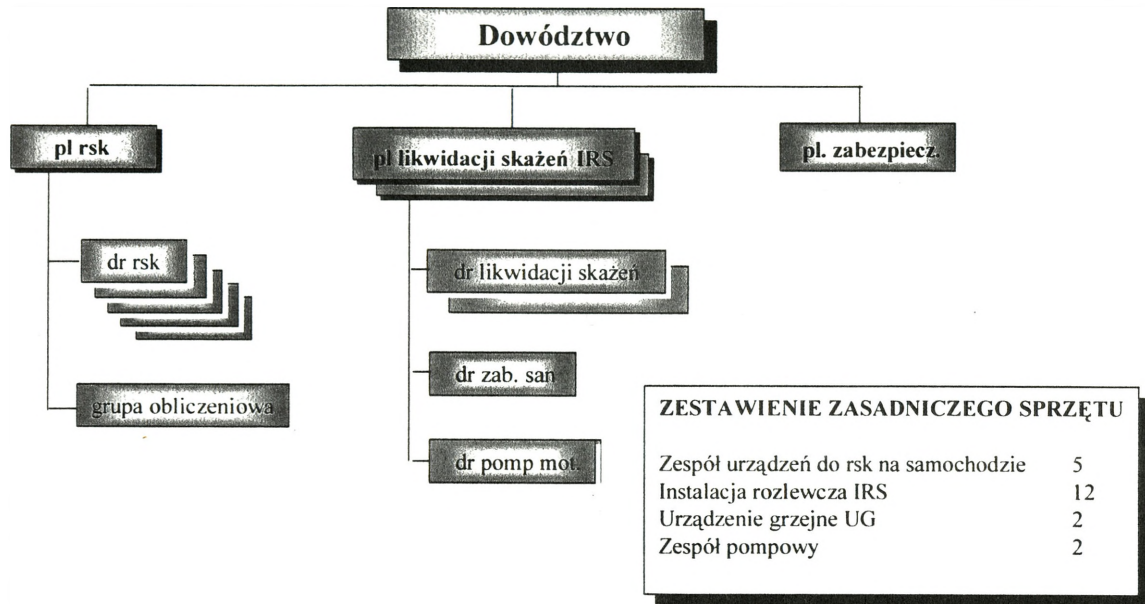 Dowództwo
pl rsk
pl likwidacji skażeń IRS
pl. zabezpiecz.
dr rsk
grupa obliczeniowa
dr likwidacji skażeń
dr zab. san
dr pomp mot.
ZESTAWIENIE ZASADNICZEGO SPRZĘTU
Zespół urządzeń do rsk na samochodzie 5
Instalacja rozlewcza IRS 12
Urządzenie grzejne UG 2
Zespół pompowy 2